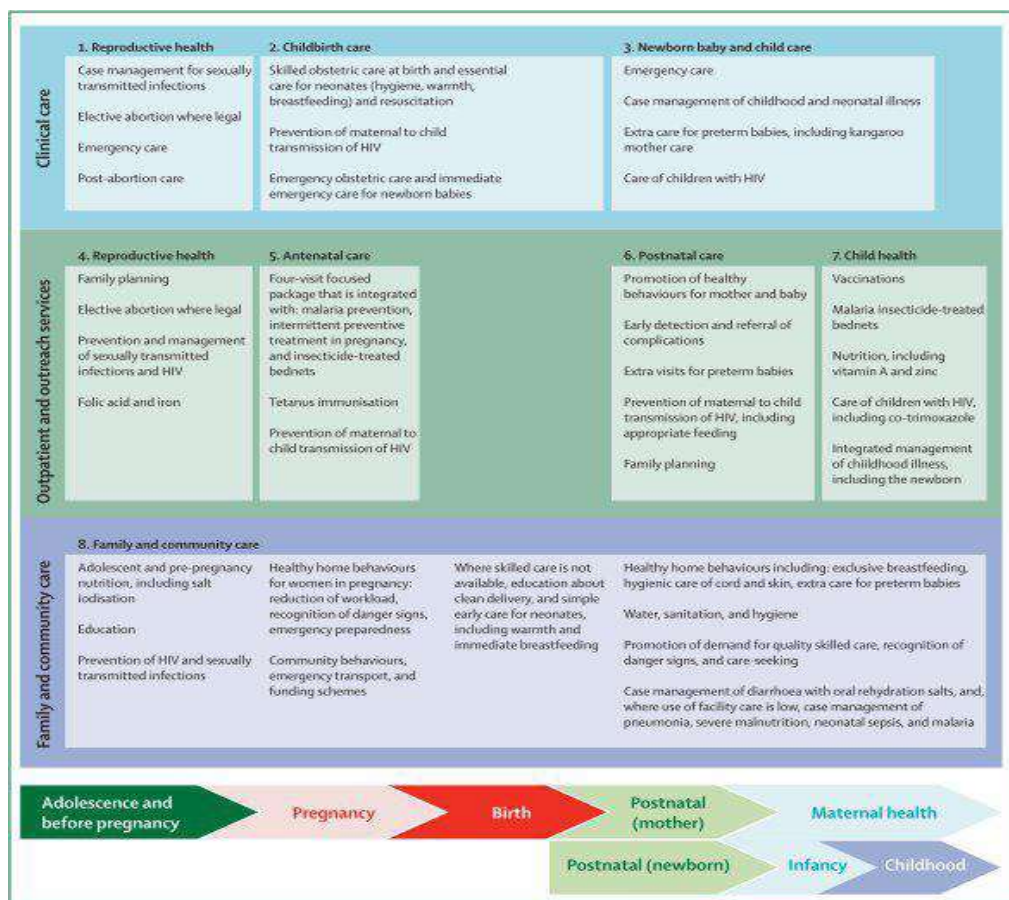 Clinical care
1. Reproductive health
Case management for sexually
transmitted infections
Elective abortion where legal
Emergency care
Post-abortion care
2. Childbirth care
Skilled obstetric care at birth and essential
care for neonates (hygiene, warmth,
breastfeeding) and resuscitation
Prevention of maternal to child
transmission of HIV
Emergency obstetric care and immediate
emergency care for newborn babies
3. Newborn baby and child care
Emergency care
Case management of childhood and neonatal illness
Extra care for preterm babies, including kangaroo
mother care
Care of children with HIV
Outpatient and outreach services
4. Reproductive health
Family planning
Elective abortion where legal
Prevention and management
of sexually transmitted
infections and HIV
Folic acid and iron
5. Antenatal care
Four-visit focused
package that is integrated
with: malaria prevention,
intermittent preventive
treatment in pregnancy,
and insecticide-treated
bednets
Tetanus immunisation
Prevention of maternal to
child transmission of HIV
6. Postnatal care
Promotion of healthy
behaviours for mother and baby
Early detection and referral of
complications
Extra visits for preterm babies
Prevention of maternal to child
transmission of HIV, including
appropriate feeding
Family planning
7. Child health
Vaccinations
Malaria insecticide-treated
bednets
Nutrition, including
vitamin A and zinc
Care of children with HIV,
including co-trimoxazole
Integrated management
of chiildhood illness,
including the newborn
Family and community care
8. Family and community care
Adolescent and pre-pregnancy
nutrition, including salt
iodisation
Education
Prevention of HIV and sexually
transmitted infections
Healthy home behaviours
for women in pregnancy:
reduction of workload,
recognition of danger signs,
emergency preparedness
Community behaviours,
emergency transport, and
funding schemes
Where skilled care is not
available, education about
clean delivery, and simple
early care for neonates,
including warmth and
immediate breastfeeding
Healthy home behaviours including: exclusive breastfeeding,
hygienic care of cord and skin, extra care for preterm babies
Water, sanitation, and hygiene
Promotion of demand for quality skilled care, recognition of
danger signs, and care-seeking
Case management of diarrhoea with oral rehydration salts, and,
where use of facility care is low, case management of
pneumonia, severe malnutrition, neonatal sepsis, and malaria
Adolescence and
before pregnancy
Pregnancy
Birth
Postnatal
(mother)
Maternal health
Postnatal (newborn)
Infancy
Childhood